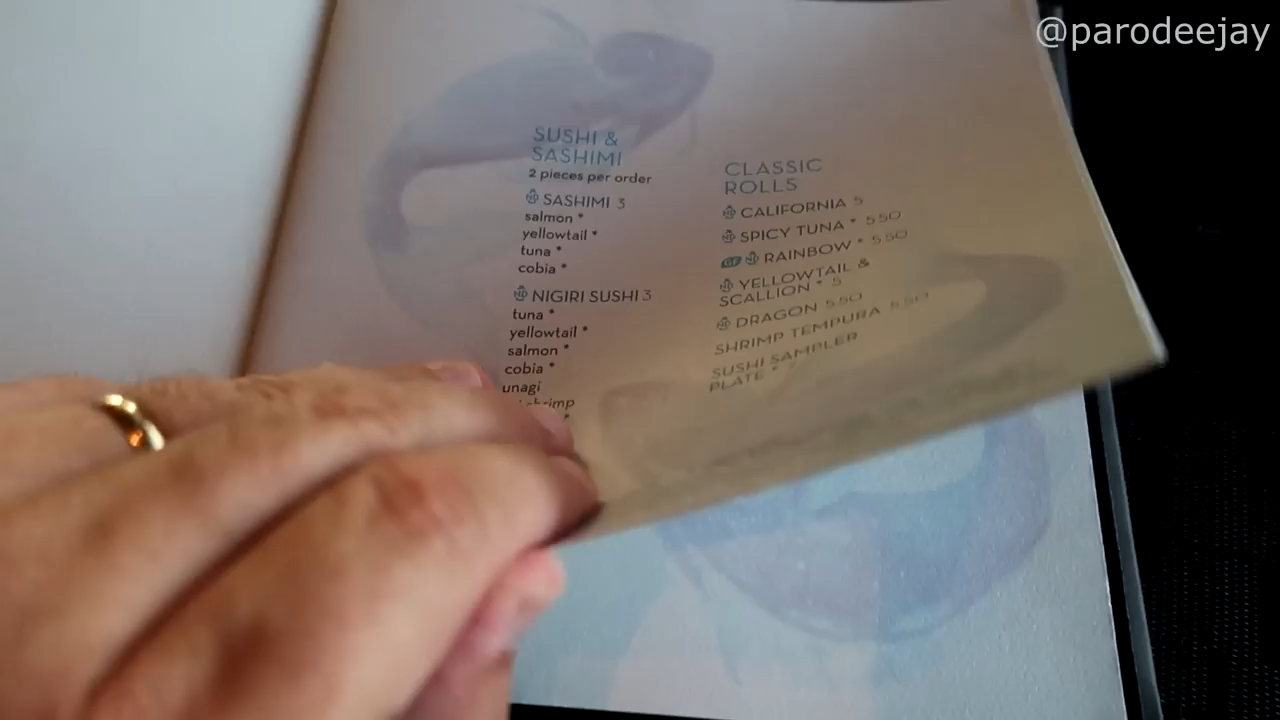 @parodeejay
SUSHI &
SASHIMI
2 pieces per order
SASHIMI 3
salmon *
yellowtail *
tuna *
cobia *
NIGIRI SUSHI 3
tuna *
yellowtail *
salmon *
cobia *
unagi
shrimp
*
CLASSIC
ROLLS
CALIFORNIA 5
SPICY TUNA * 5.50
GF RAINBOW * 5.50
YELLOWTAIL &
SCALLION * 5
DRAGON 5.50
SHRIMP TEMPURA 5.50
SUSHI SAMPLER
PLATE *